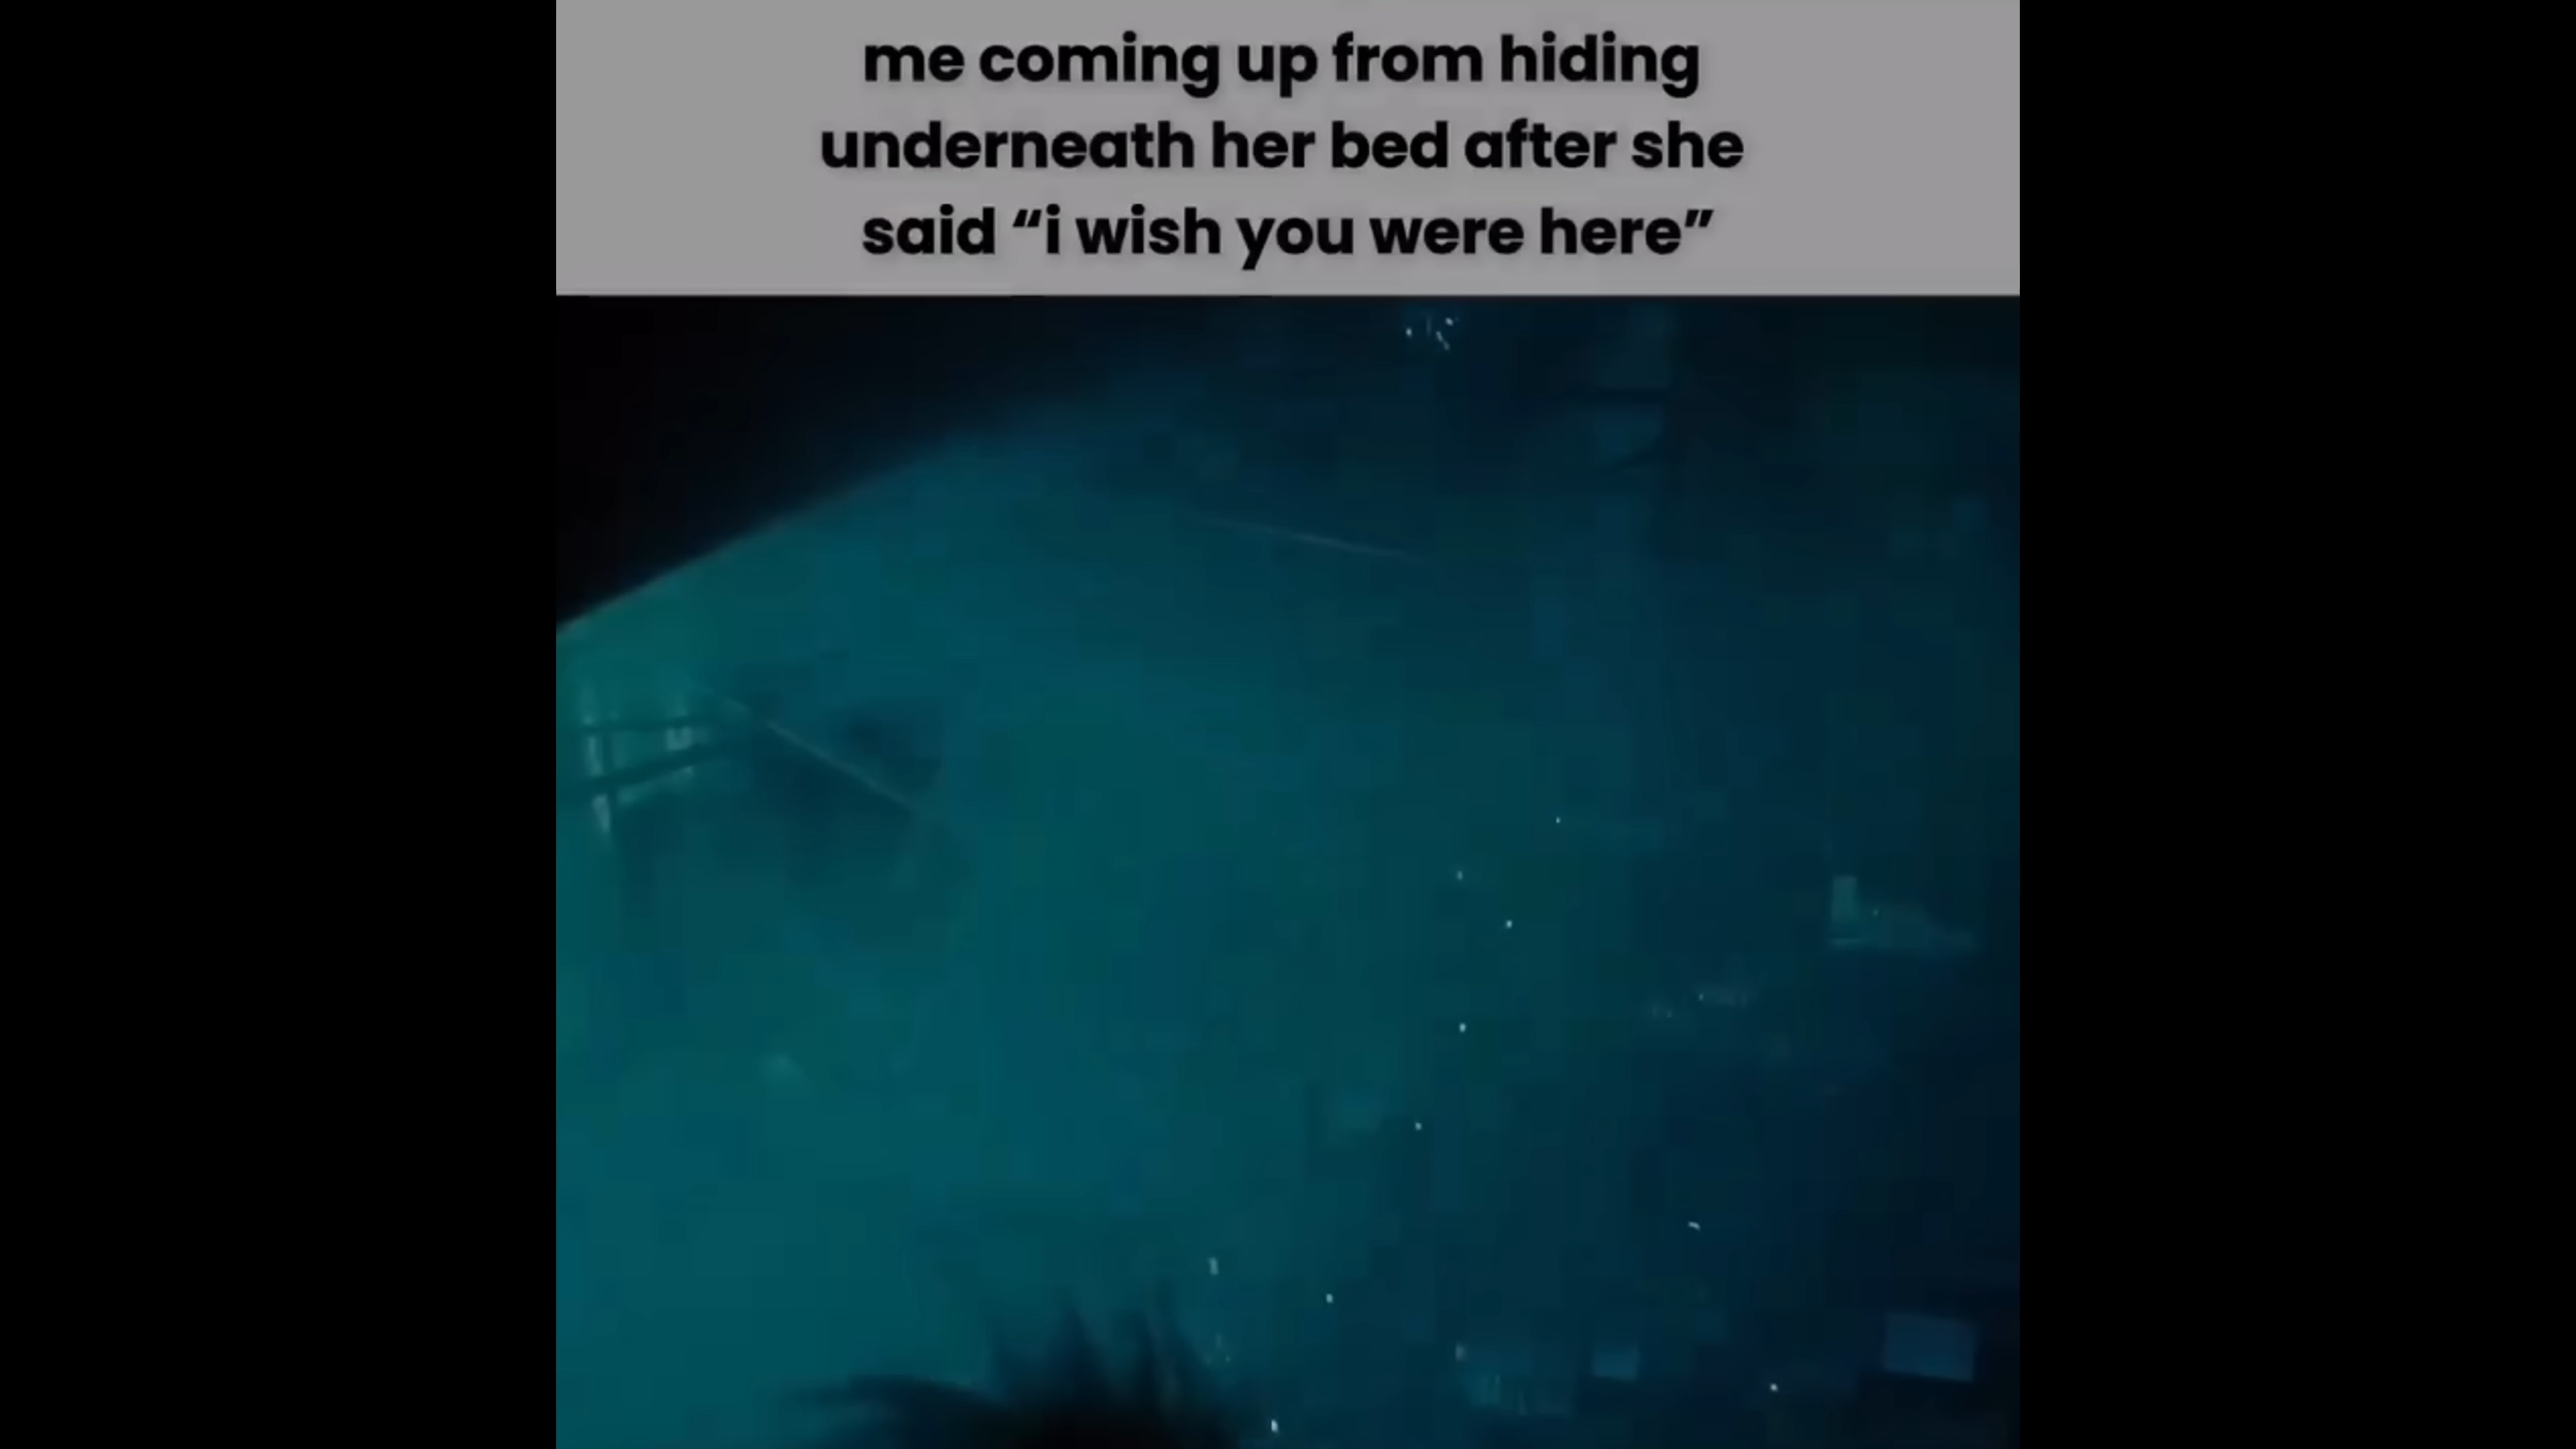 me coming up from hiding
underneath her bed after she
said “i wish you were here”